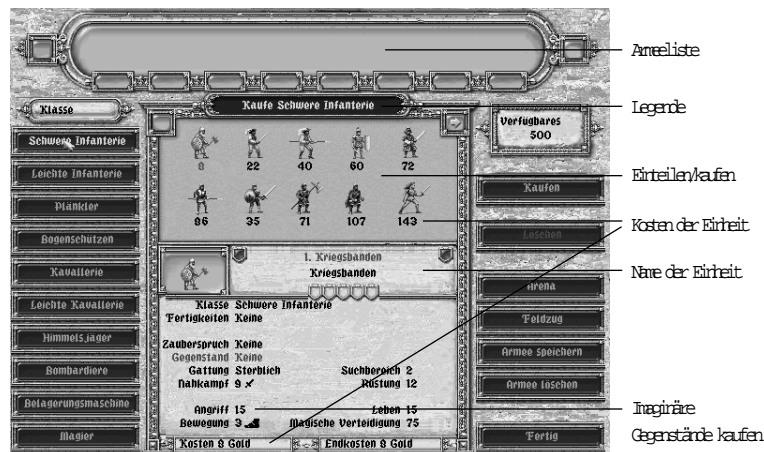 Armeeliste
Klasse
Kaufe Schwere Infanterie
Legende
Verfugbares
500
Schwere Infanterie
Leichte Infanterie
Plänkler
Bogenschützen
Kavallerie
Leichte Kavallerie
Himmelsjäger
Bombardiere
Belagerungsmaschine
Magier
8 22 40 60 72
86 35 71 107 143
Einteilen/kaufen
Kosten der Einheit
Name der Einheit
Kaufen
Löschen
Arena
Feldzug
Armee speichern
Armee löschen
Fertig
1. Kriegsbanden
Kriegsbanden
Klasse Schwere Infanterie
Fertigkeiten Keine
Zauberspruch Keine
Gegenstand Keine
Gattung Sterblich Suchbereich 2
Nahkampf 9 Rüstung 12
Angriff 15 Leben 15
Bewegung 3 Magische Verteidigung 75
Kosten 8 Gold Endkosten 8 Gold
Imaginäre
Gegenstände kaufen